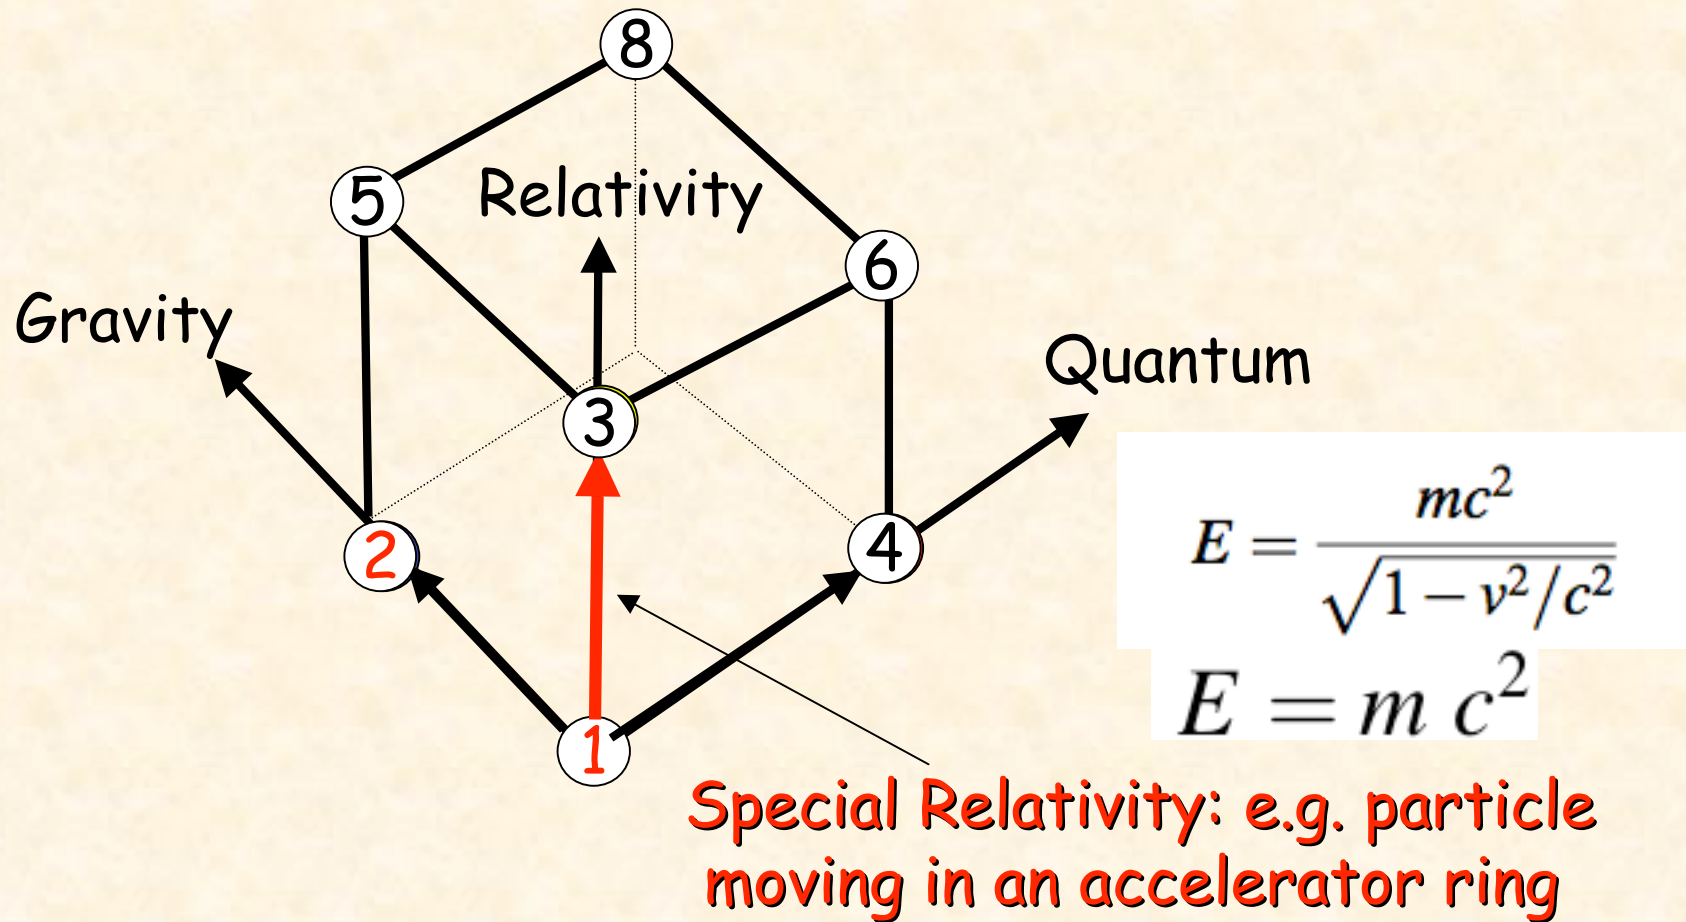 8
5
Relativity
6
Gravity
Quantum
3
E = mc² / √(1 − v²/c²)
2
4
E = m c²
1
Special Relativity: e.g. particle
moving in an accelerator ring